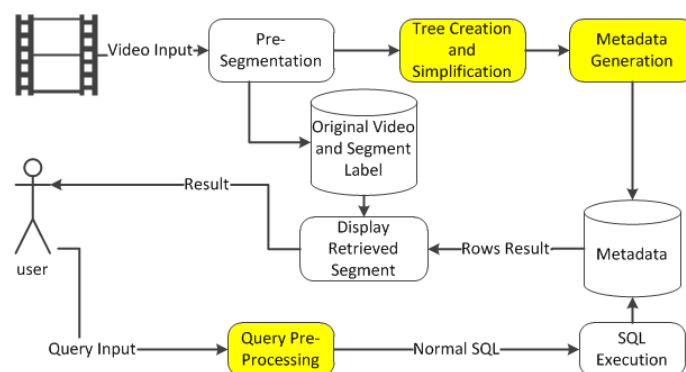 Video Input
Pre-
Segmentation
Tree Creation
and
Simplification
Metadata
Generation
Original Video
and Segment
Label
Result
Display
Retrieved
Segment
Rows Result
Metadata
user
Query Input
Query Pre-
Processing
Normal SQL
SQL
Execution